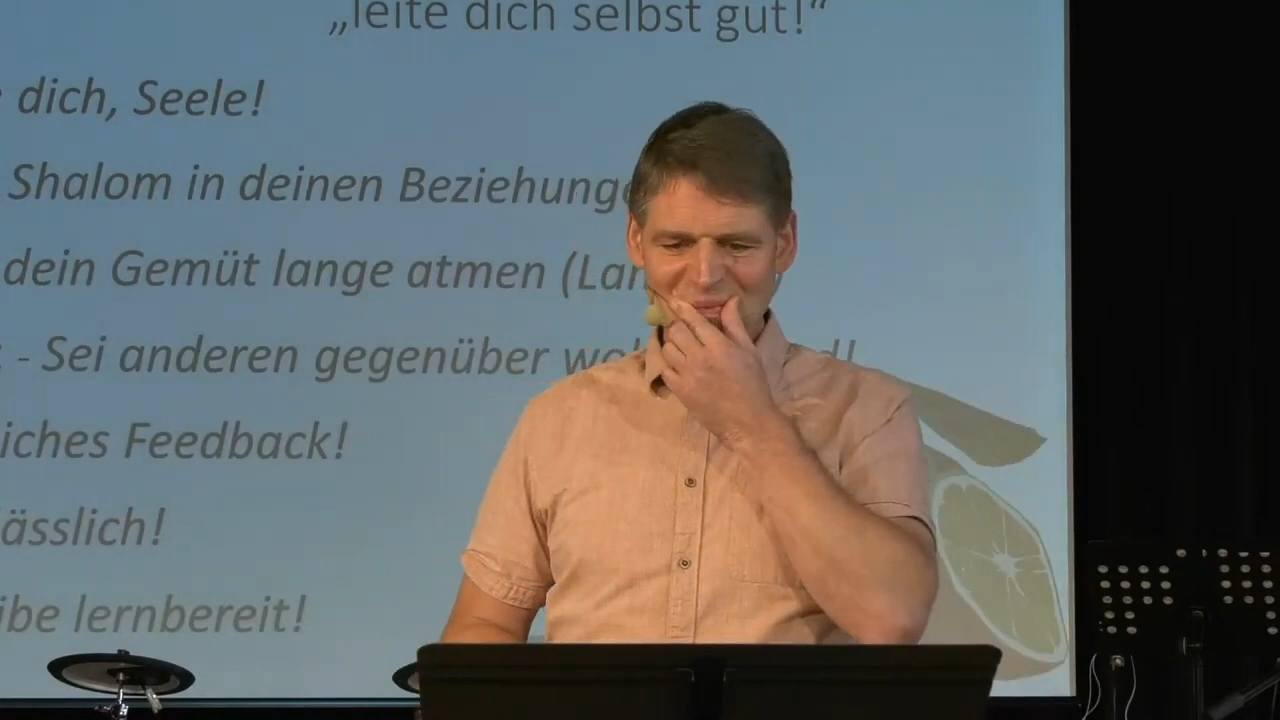 „leite dich selbst gut!“
dich, Seele!
Shalom in deinen Beziehunge
dein Gemüt lange atmen (Lan
- Sei anderen gegenüber wo
iches Feedback!
ässlich!
ibe lernbereit!